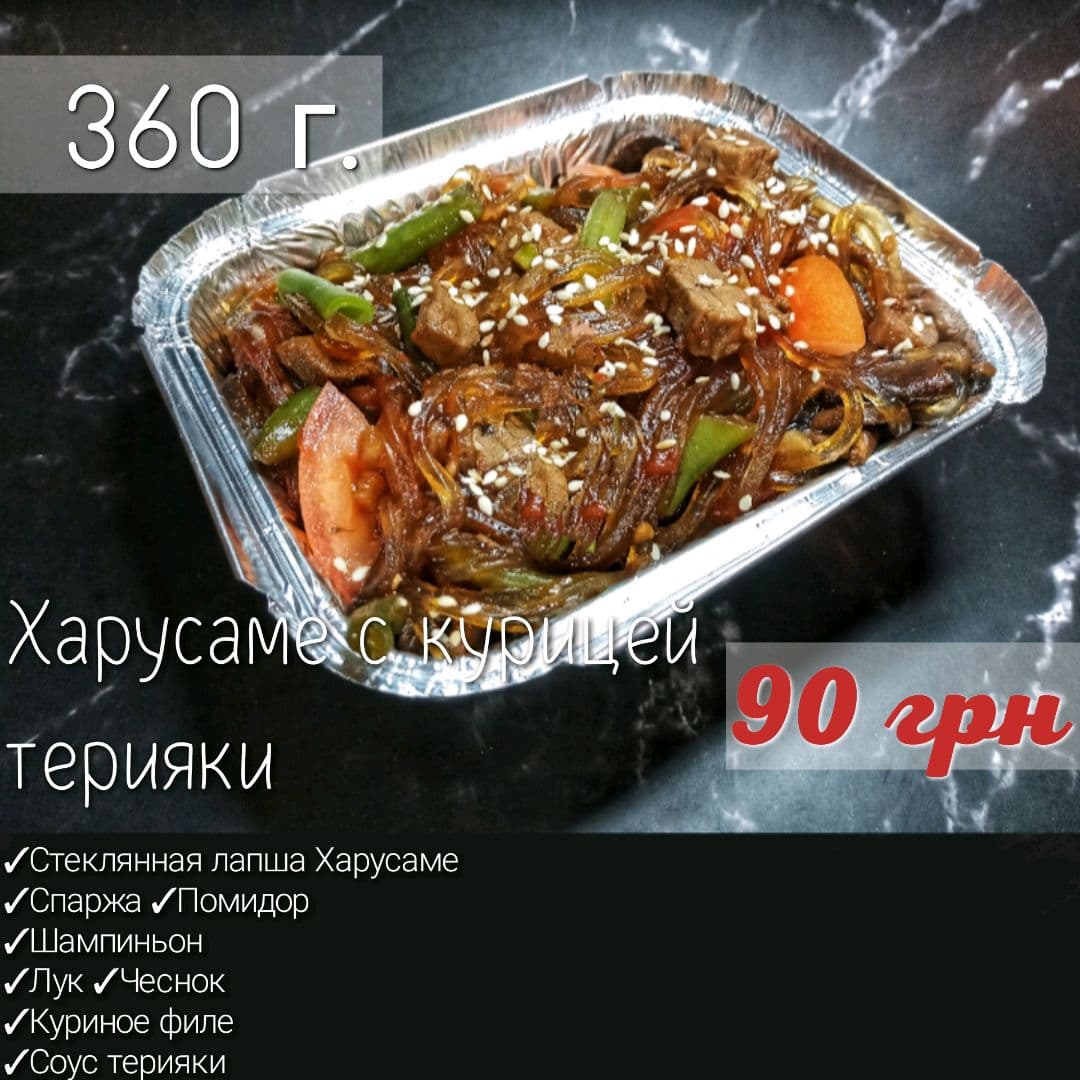 360 г.
Харусаме с курицей
терияки
90 грн
✓Стеклянная лапша Харусаме
✓Спаржа ✓Помидор
✓Шампиньон
✓Лук ✓Чеснок
✓Куриное филе
✓Соус терияки